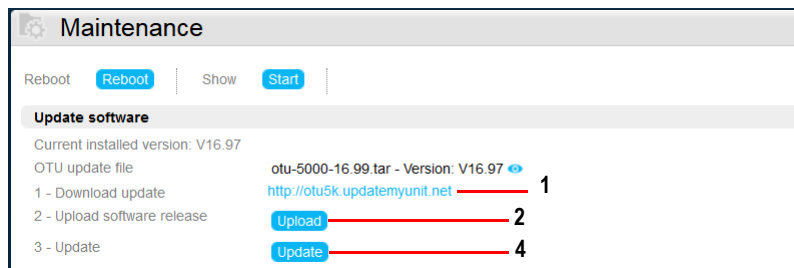 Maintenance
Reboot Reboot Show Start
Update software
Current installed version: V16.97
OTU update file otu-5000-16.99.tar - Version: V16.97
1 - Download update http://otu5k.updatemyunit.net 1
2 - Upload software release Upload 2
3 - Update Update 4